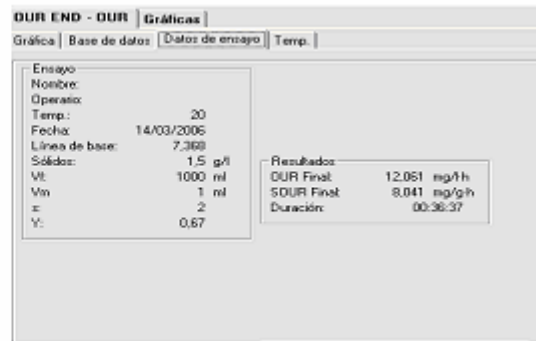 OUR END - OUR Gráficas
Gráfica Base de datos Datos de ensayo Temp.
Ensayo
Nombre:
Operario:
Temp.: 20
Fecha: 14/03/2006
Línea de base: 7,368
Sólidos: 1,5 g/l
Vf: 1000 ml
Vm 1 ml
z: 2
Y: 0,67
Resultados
OUR Final: 12,061 mg/l·h
SOUR Final: 8,041 mg/g·h
Duración: 00:36:37